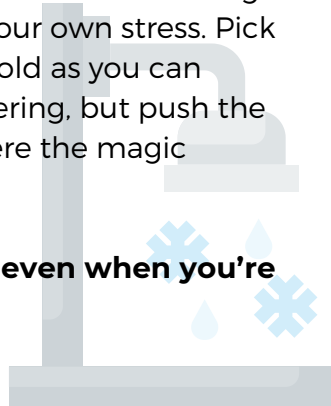 our own stress. Pick
old as you can
ering, but push the
ere the magic
even when you're